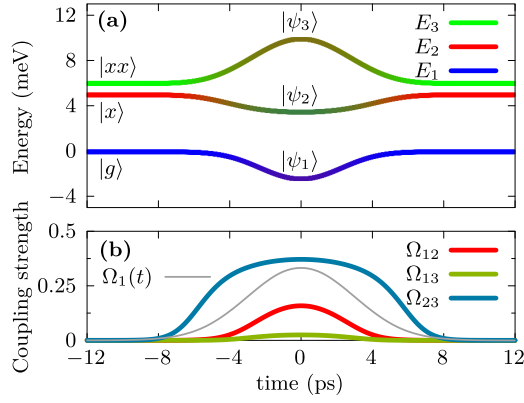 (a)
Energy (meV)
12
8
4
0
−4
|xx⟩
|x⟩
|g⟩
|ψ₃⟩
|ψ₂⟩
|ψ₁⟩
E₃
E₂
E₁
(b)
Coupling strength
0.5
0.25
0
Ω₁(t)
Ω₁₂
Ω₁₃
Ω₂₃
−12 −8 −4 0 4 8 12
time (ps)